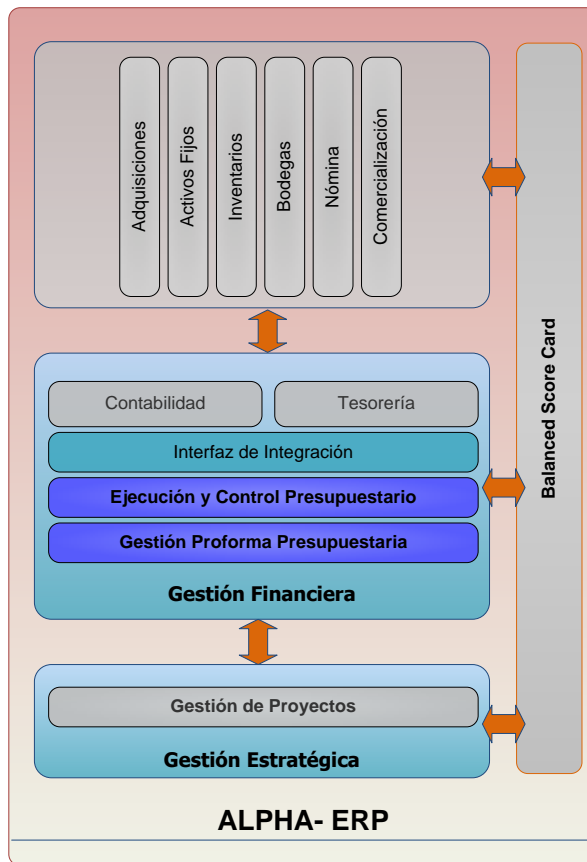 Adquisiciones
Activos Fijos
Inventarios
Bodegas
Nómina
Comercialización
Contabilidad
Tesorería
Interfaz de Integración
Ejecución y Control Presupuestario
Gestión Proforma Presupuestaria
Gestión Financiera
Gestión de Proyectos
Gestión Estratégica
Balanced Score Card
ALPHA- ERP